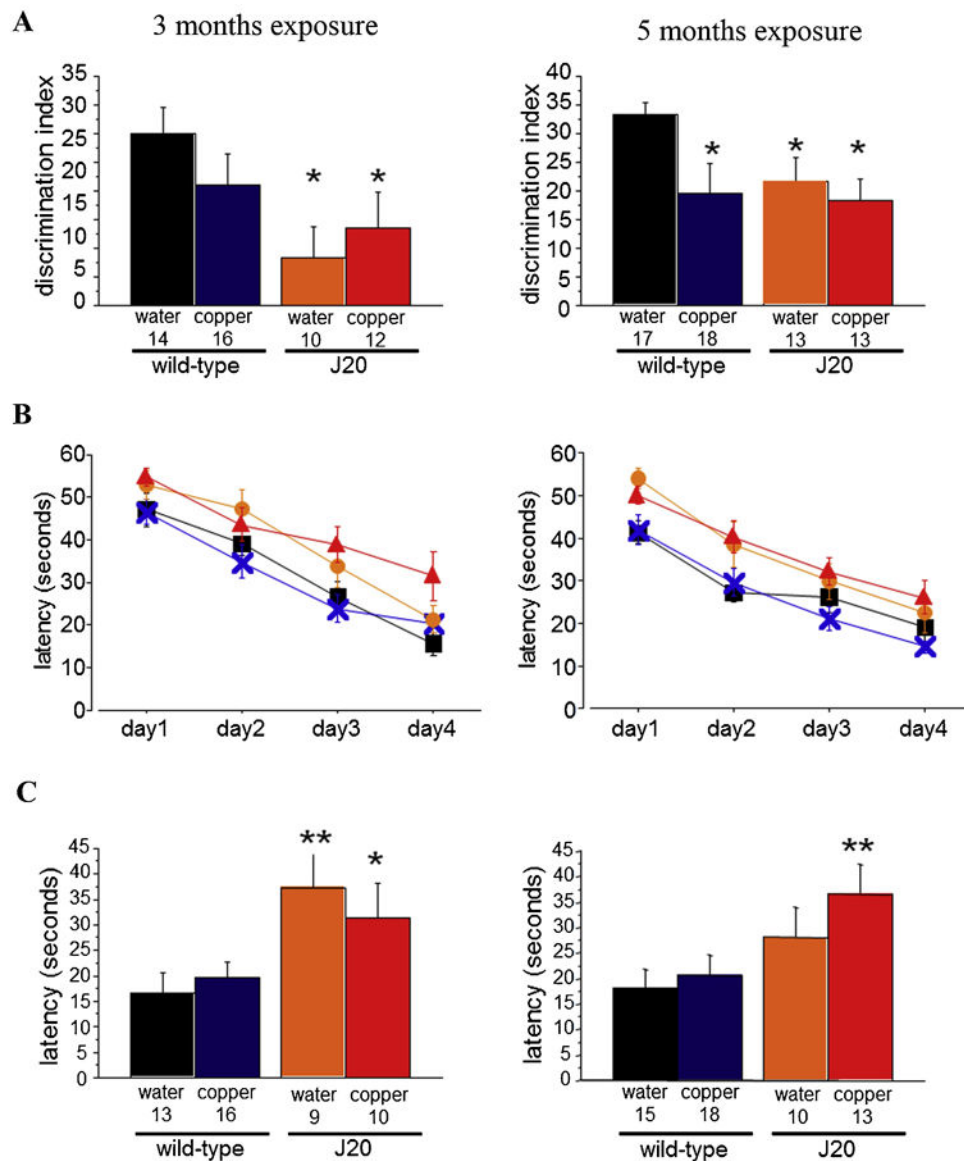 A
3 months exposure
5 months exposure
discrimination index
35
30
25
20
15
10
5
0
* *
water copper water copper
14 16 10 12
wild-type J20
discrimination index
40
35
30
25
20
15
10
5
0
* * *
water copper water copper
17 18 13 13
wild-type J20
B
latency (seconds)
60
50
40
30
20
10
0
day1 day2 day3 day4
latency (seconds)
60
50
40
30
20
10
0
day1 day2 day3 day4
C
latency (seconds)
45
40
35
30
25
20
15
10
5
0
** *
water copper water copper
13 16 9 10
wild-type J20
latency (seconds)
45
40
35
30
25
20
15
10
5
0
**
water copper water copper
15 18 10 13
wild-type J20